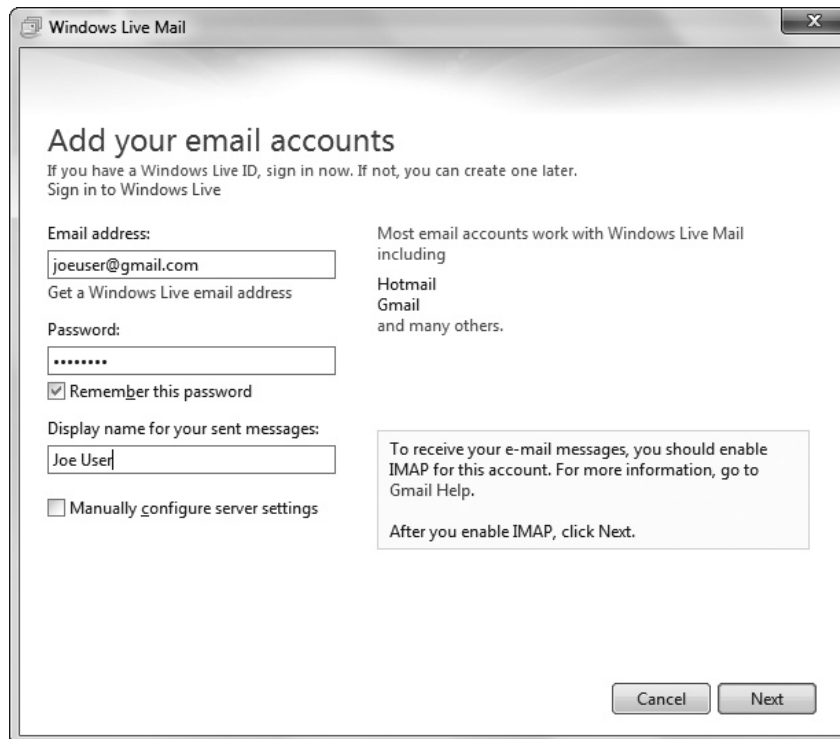 Windows Live Mail
Add your email accounts
If you have a Windows Live ID, sign in now. If not, you can create one later.
Sign in to Windows Live
Email address:
joeuser@gmail.com
Get a Windows Live email address
Password:
••••••••
Remember this password
Display name for your sent messages:
Joe User
Manually configure server settings
Most email accounts work with Windows Live Mail
including
Hotmail
Gmail
and many others.
To receive your e-mail messages, you should enable
IMAP for this account. For more information, go to
Gmail Help.
After you enable IMAP, click Next.
Cancel
Next